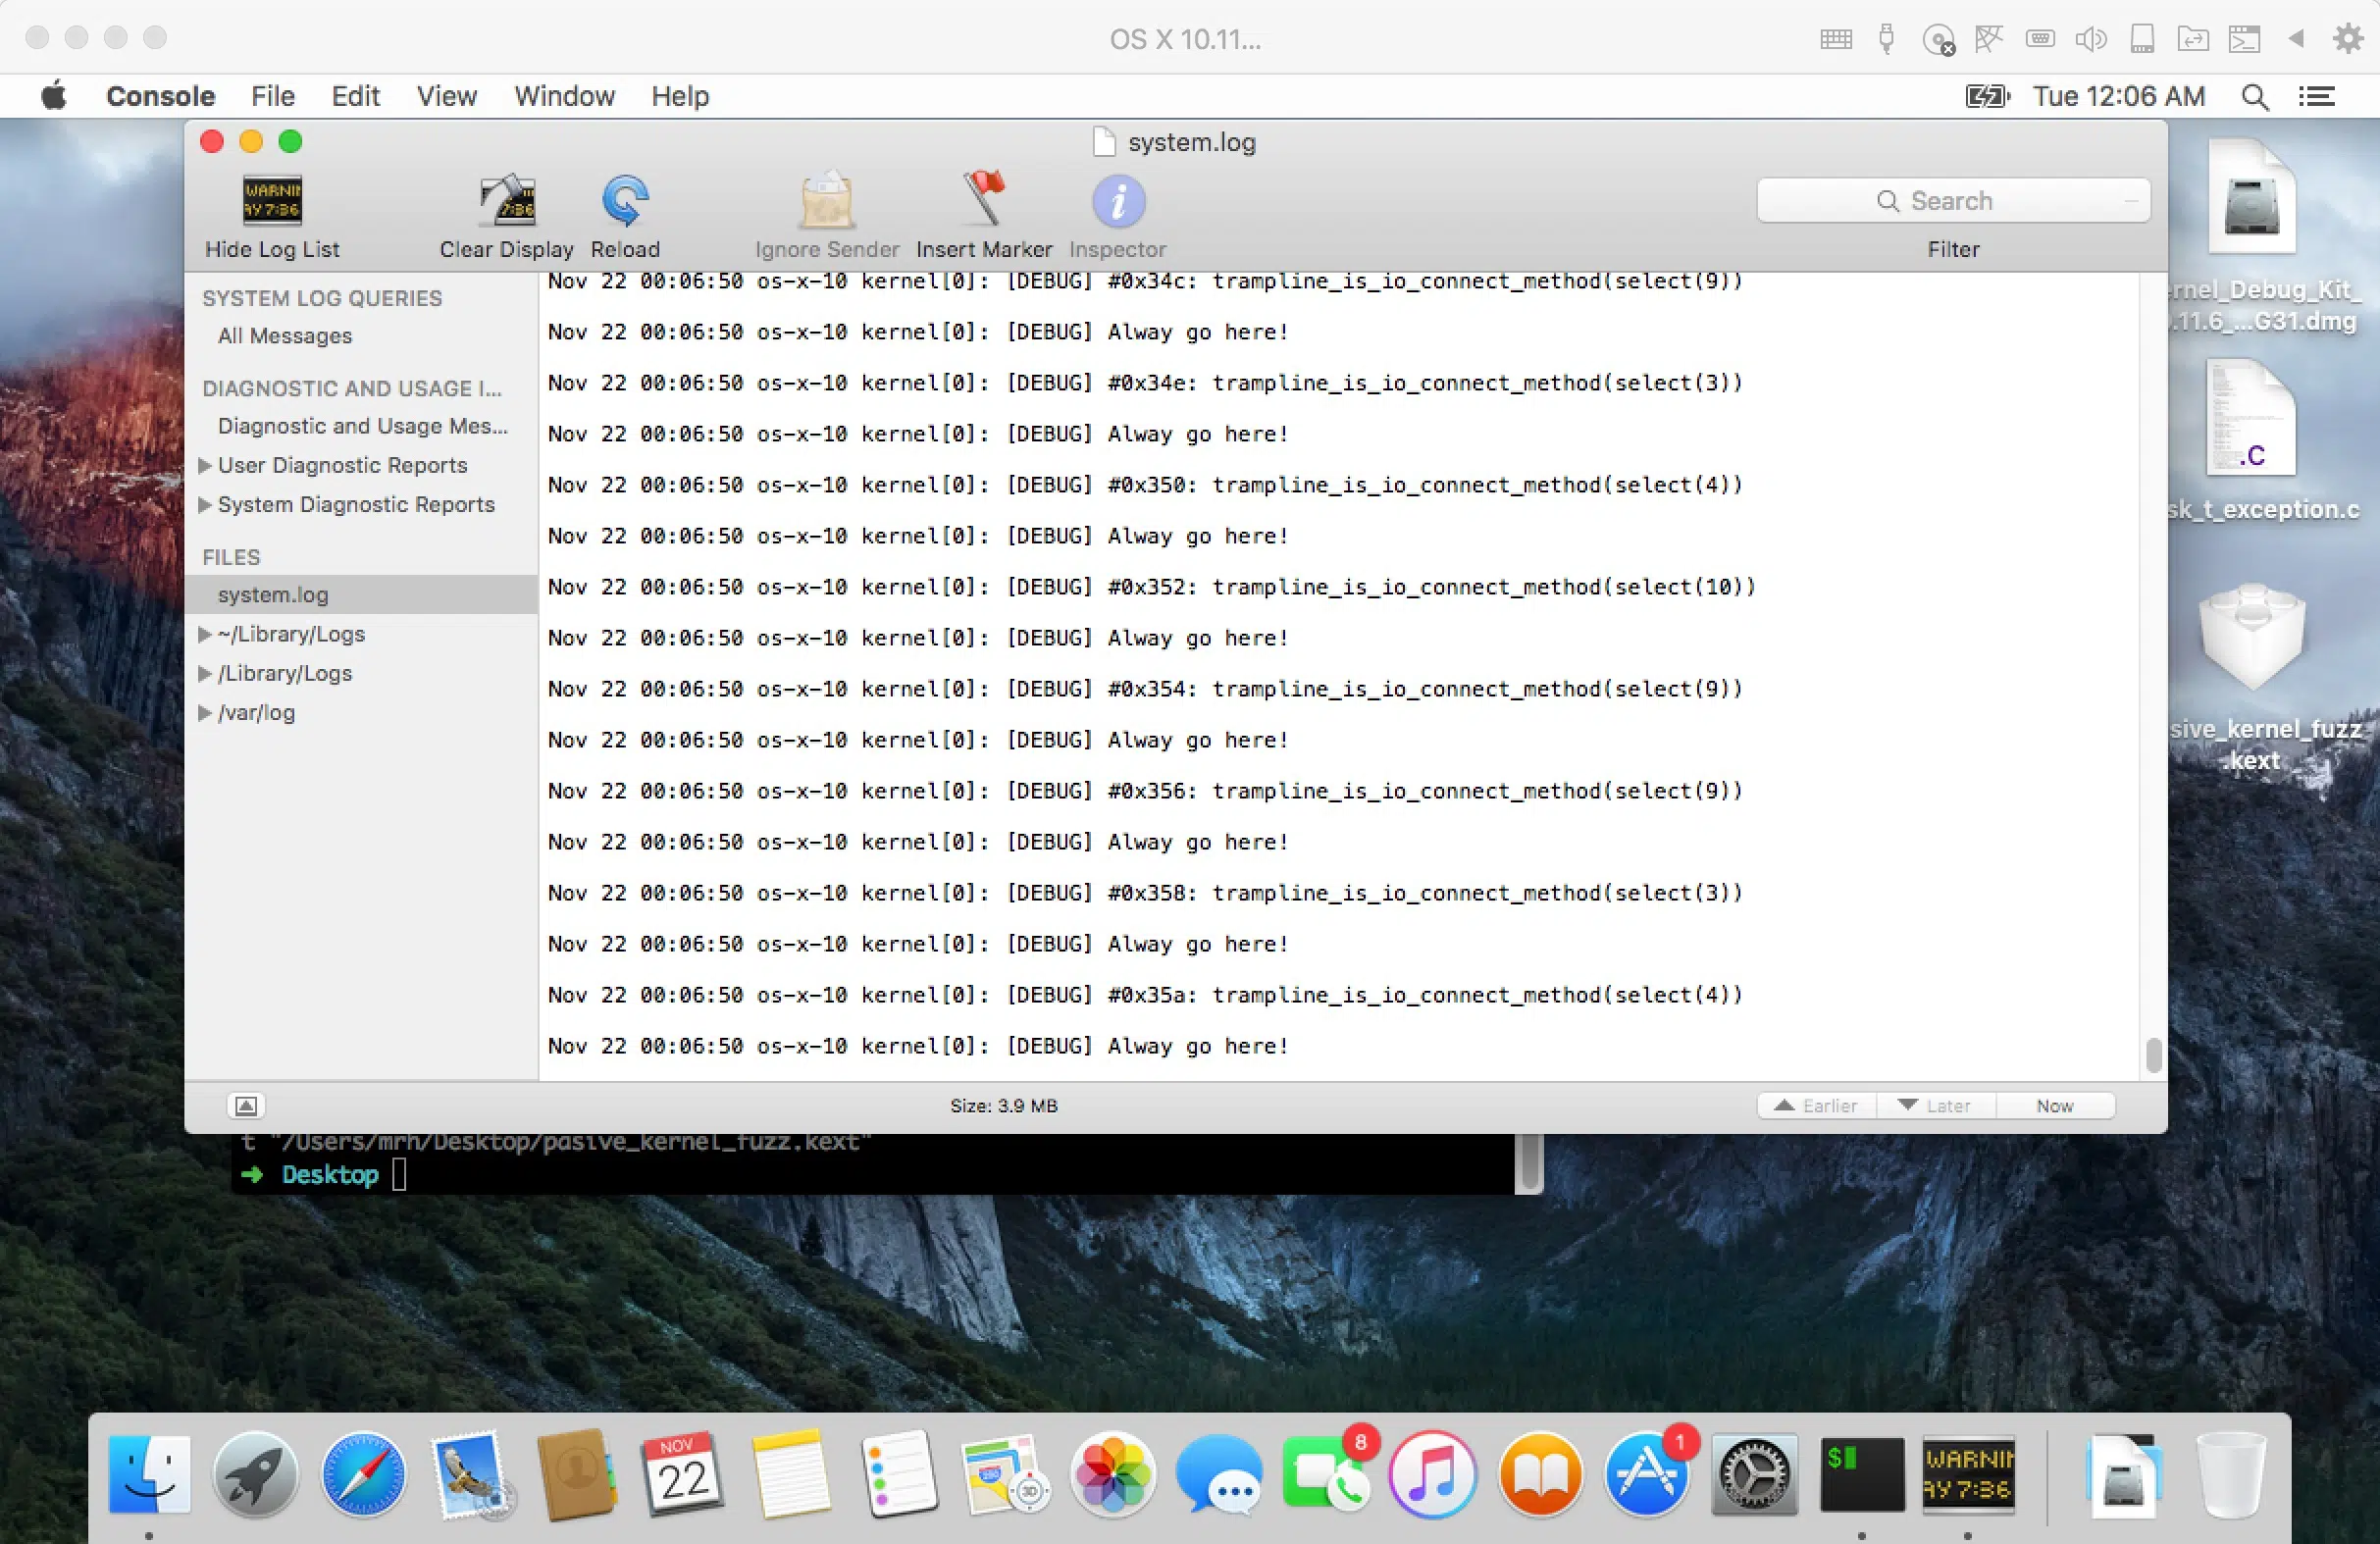 OS X 10.11...
Console File Edit View Window Help Tue 12:06 AM
system.log
WARNIN
AY 7:36
7:36
Search
Hide Log List Clear Display Reload Ignore Sender Insert Marker Inspector Filter
SYSTEM LOG QUERIES
All Messages
DIAGNOSTIC AND USAGE I...
Diagnostic and Usage Mes...
User Diagnostic Reports
System Diagnostic Reports
FILES
system.log
~/Library/Logs
/Library/Logs
/var/log
Nov 22 00:06:50 os-x-10 kernel[0]: [DEBUG] #0x34c: trampline_is_io_connect_method(select(9))
Nov 22 00:06:50 os-x-10 kernel[0]: [DEBUG] Alway go here!
Nov 22 00:06:50 os-x-10 kernel[0]: [DEBUG] #0x34e: trampline_is_io_connect_method(select(3))
Nov 22 00:06:50 os-x-10 kernel[0]: [DEBUG] Alway go here!
Nov 22 00:06:50 os-x-10 kernel[0]: [DEBUG] #0x350: trampline_is_io_connect_method(select(4))
Nov 22 00:06:50 os-x-10 kernel[0]: [DEBUG] Alway go here!
Nov 22 00:06:50 os-x-10 kernel[0]: [DEBUG] #0x352: trampline_is_io_connect_method(select(10))
Nov 22 00:06:50 os-x-10 kernel[0]: [DEBUG] Alway go here!
Nov 22 00:06:50 os-x-10 kernel[0]: [DEBUG] #0x354: trampline_is_io_connect_method(select(9))
Nov 22 00:06:50 os-x-10 kernel[0]: [DEBUG] Alway go here!
Nov 22 00:06:50 os-x-10 kernel[0]: [DEBUG] #0x356: trampline_is_io_connect_method(select(9))
Nov 22 00:06:50 os-x-10 kernel[0]: [DEBUG] Alway go here!
Nov 22 00:06:50 os-x-10 kernel[0]: [DEBUG] #0x358: trampline_is_io_connect_method(select(3))
Nov 22 00:06:50 os-x-10 kernel[0]: [DEBUG] Alway go here!
Nov 22 00:06:50 os-x-10 kernel[0]: [DEBUG] #0x35a: trampline_is_io_connect_method(select(4))
Nov 22 00:06:50 os-x-10 kernel[0]: [DEBUG] Alway go here!
Size: 3.9 MB
Earlier Later Now
rnel_Debug_Kit_
.11.6_...G31.dmg
.C
sk_t_exception.c
sive_kernel_fuzz
.kext
t "/Users/mrh/Desktop/pasive_kernel_fuzz.kext"
→ Desktop
NOV
22
280
3D
8
1
$
WARNIN
AY 7:36